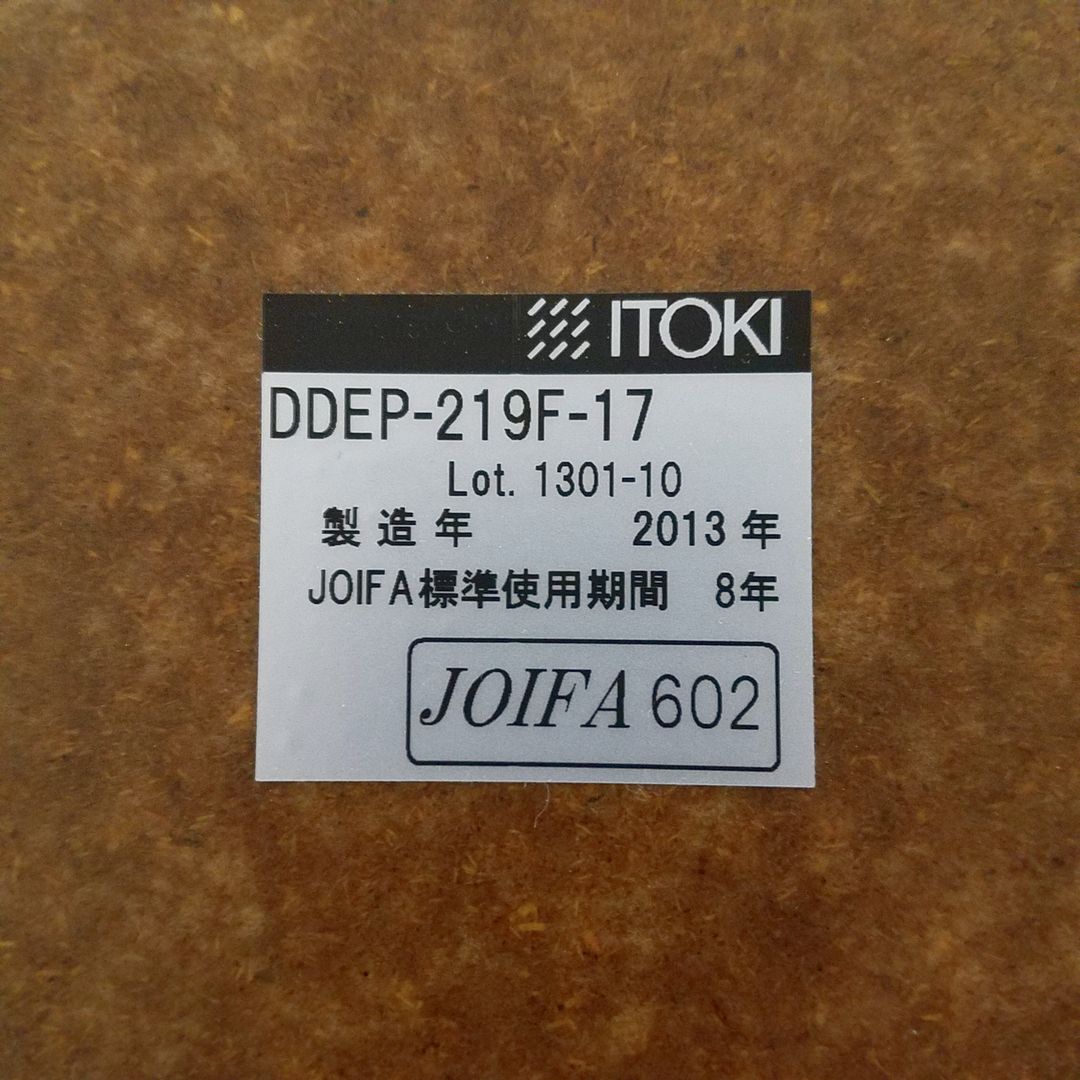 ITOKI
DDEP-219F-17
Lot. 1301-10
製造年 2013年
JOIFA標準使用期間 8年
JOIFA 602